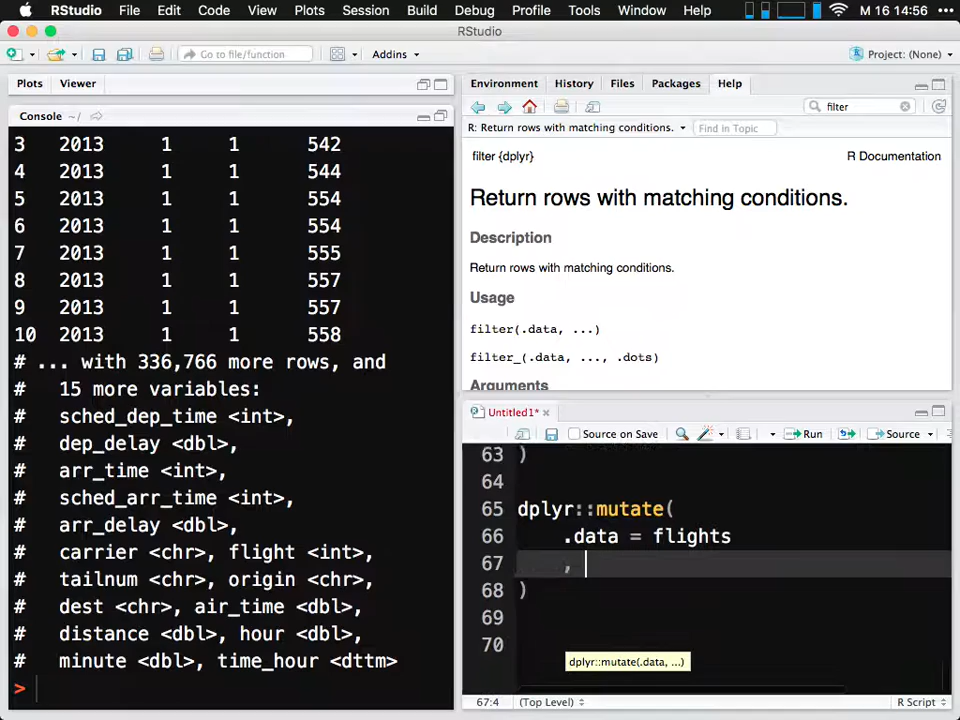 RStudio File Edit Code View Plots Session Build Debug Profile Tools Window Help M 16 14:56
RStudio
Go to file/function Addins Project: (None)
Plots Viewer
Console ~/
3 2013 1 1 542
4 2013 1 1 544
5 2013 1 1 554
6 2013 1 1 554
7 2013 1 1 555
8 2013 1 1 557
9 2013 1 1 557
10 2013 1 1 558
# ... with 336,766 more rows, and
# 15 more variables:
# sched_dep_time <int>,
# dep_delay <dbl>,
# arr_time <int>,
# sched_arr_time <int>,
# arr_delay <dbl>,
# carrier <chr>, flight <int>,
# tailnum <chr>, origin <chr>,
# dest <chr>, air_time <dbl>,
# distance <dbl>, hour <dbl>,
# minute <dbl>, time_hour <dttm>
>
Environment History Files Packages Help
filter
R: Return rows with matching conditions. Find in Topic
filter {dplyr} R Documentation
Return rows with matching conditions.
Description
Return rows with matching conditions.
Usage
filter(.data, ...)
filter_(.data, ..., .dots)
Arguments
Untitled1*
Source on Save Run Source
63 )
64
65 dplyr::mutate(
66 .data = flights
67 ,
68 )
69
70
dplyr::mutate(.data, ...)
67:4 (Top Level) R Script